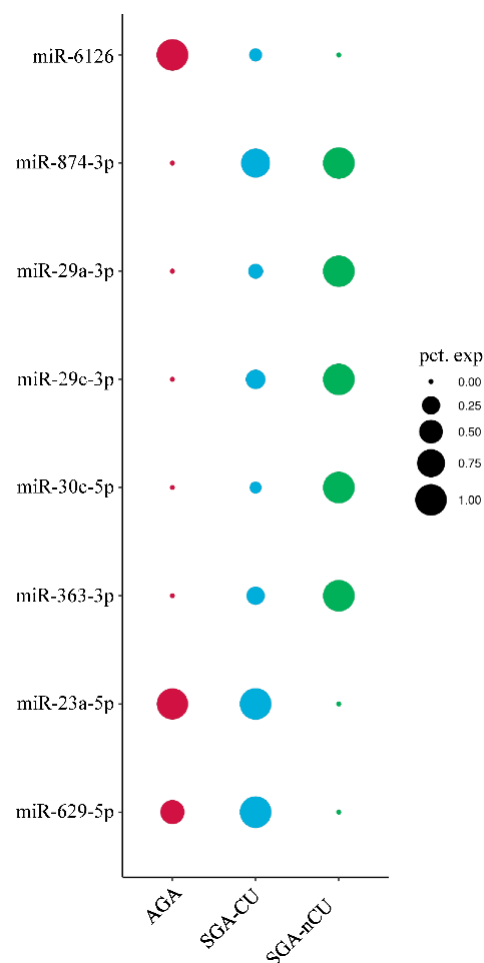 miR-6126
miR-874-3p
miR-29a-3p
miR-29c-3p
miR-30c-5p
miR-363-3p
miR-23a-5p
miR-629-5p
AGA
SGA-CU
SGA-nCU
pct. exp
0.00
0.25
0.50
0.75
1.00